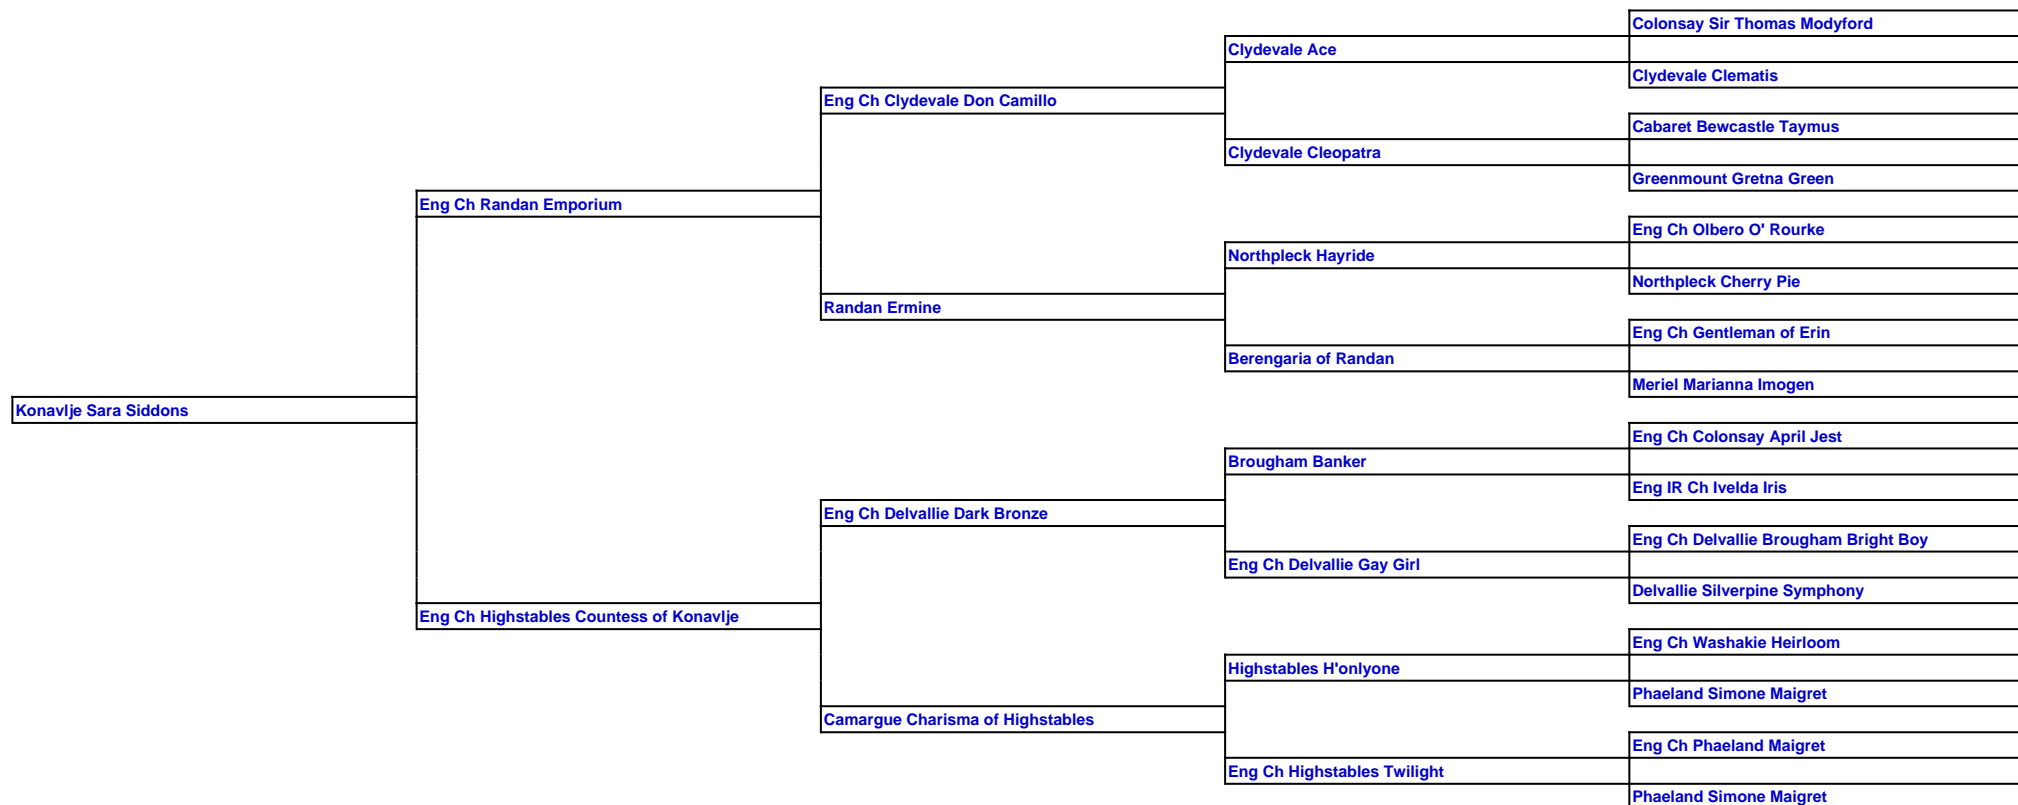 Colonsay Sir Thomas Modyford
Clydevale Ace
Clydevale Clematis
Eng Ch Clydevale Don Camillo
Cabaret Bewcastle Taymus
Clydevale Cleopatra
Greenmount Gretna Green
Eng Ch Randan Emporium
Eng Ch Olbero O' Rourke
Northpleck Hayride
Northpleck Cherry Pie
Randan Ermine
Eng Ch Gentleman of Erin
Berengaria of Randan
Meriel Marianna Imogen
Konavlje Sara Siddons
Eng Ch Colonsay April Jest
Brougham Banker
Eng IR Ch Ivelda Iris
Eng Ch Delvallie Dark Bronze
Eng Ch Delvallie Brougham Bright Boy
Eng Ch Delvallie Gay Girl
Delvallie Silverpine Symphony
Eng Ch Highstables Countess of Konavlje
Eng Ch Washakie Heirloom
Highstables H'onlyone
Phaeland Simone Maigret
Camargue Charisma of Highstables
Eng Ch Phaeland Maigret
Eng Ch Highstables Twilight
Phaeland Simone Maigret